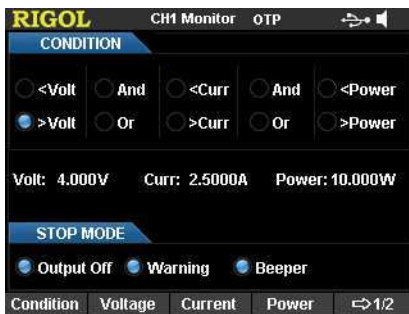 RIGOL CH1 Monitor OTP
CONDITION
<Volt And <Curr And <Power
>Volt Or >Curr Or >Power
Volt: 4.000V Curr: 2.5000A Power: 10.000W
STOP MODE
Output Off Warning Beeper
Condition Voltage Current Power ⇨1/2